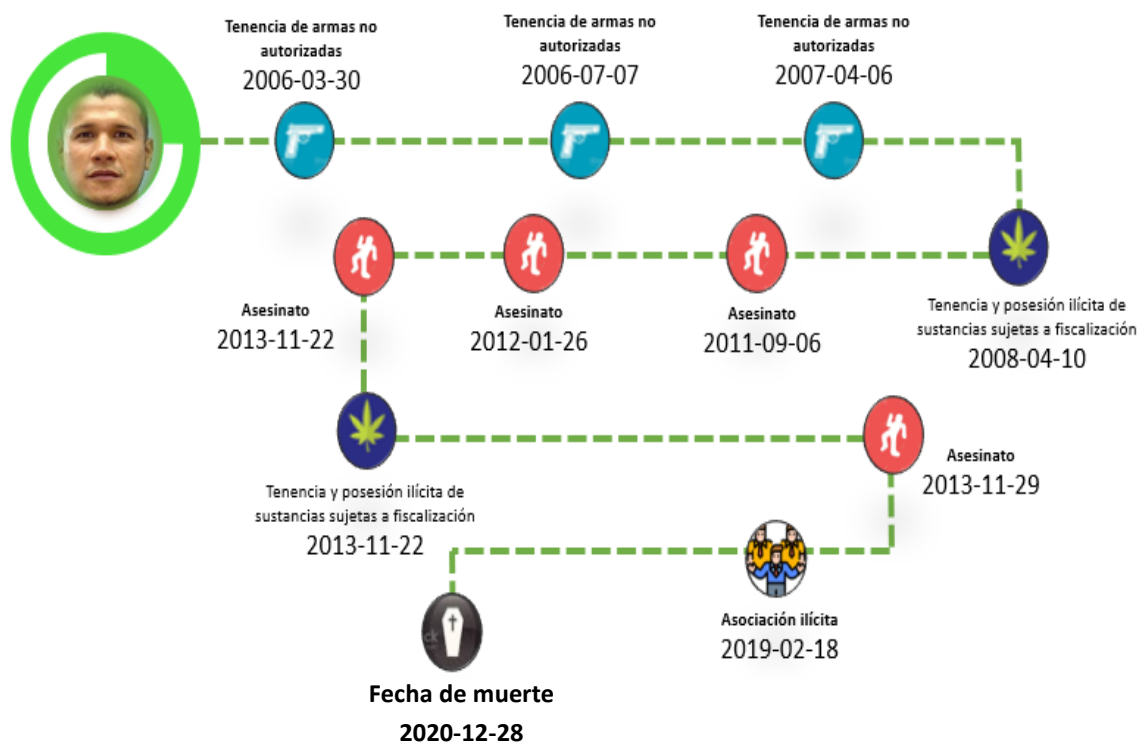 Tenencia de armas no
autorizadas
2006-03-30
Tenencia de armas no
autorizadas
2006-07-07
Tenencia de armas no
autorizadas
2007-04-06
Tenencia y posesión ilícita de
sustancias sujetas a fiscalización
2008-04-10
Asesinato
2011-09-06
Asesinato
2012-01-26
Asesinato
2013-11-22
Tenencia y posesión ilícita de
sustancias sujetas a fiscalización
2013-11-22
Asesinato
2013-11-29
Asociación ilícita
2019-02-18
Fecha de muerte
2020-12-28